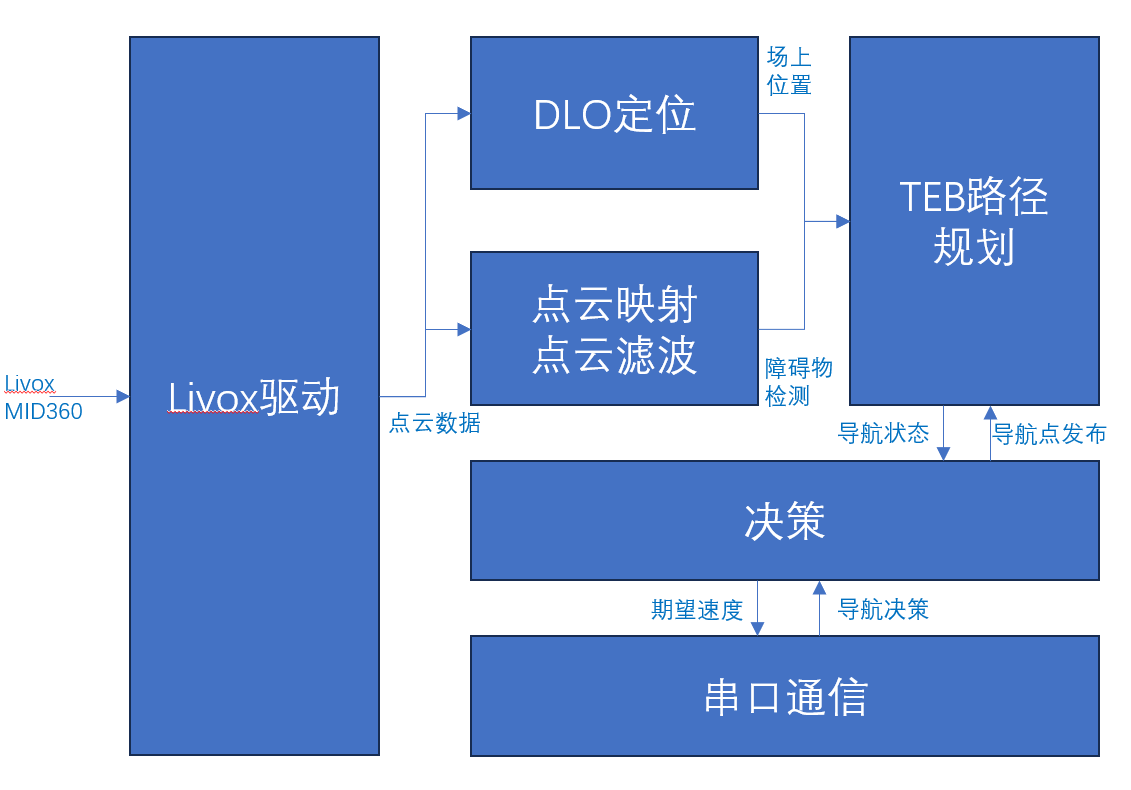 Livox
MID360
Livox驱动
点云数据
DLO定位
场上
位置
点云映射
点云滤波
障碍物
检测
TEB路径
规划
导航状态
导航点发布
决策
期望速度
导航决策
串口通信